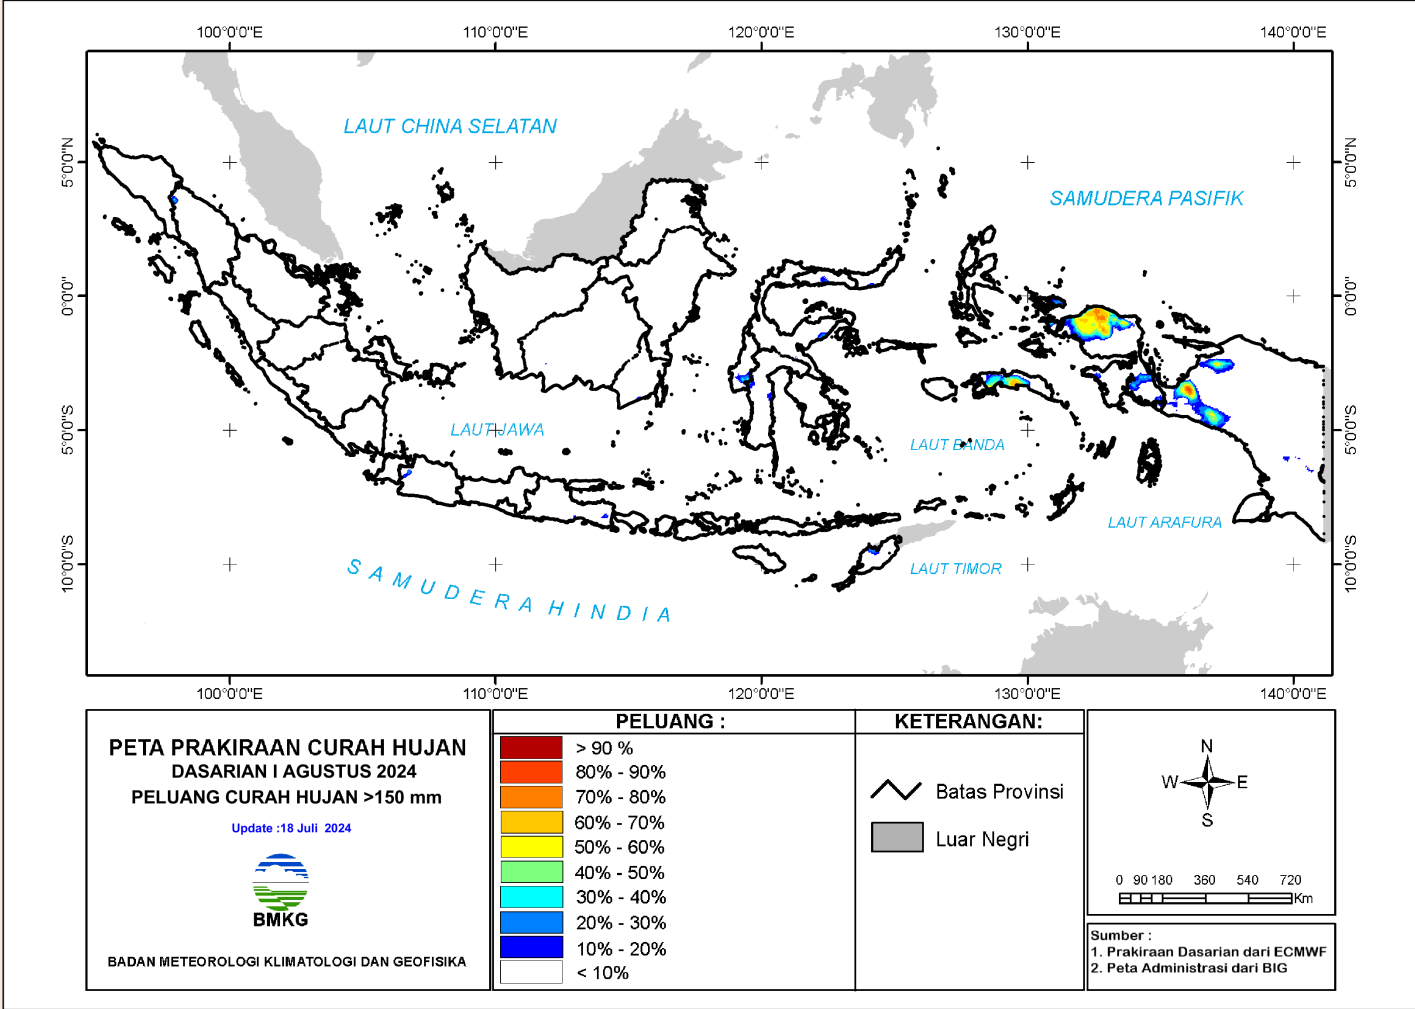 100°0'0"E 110°0'0"E 120°0'0"E 130°0'0"E 140°0'0"E
5°0'0"N 5°0'0"N
0°0'0" 0°0'0"
5°0'0"S 5°0'0"S
10°0'0"S 10°0'0"S
LAUT CHINA SELATAN
SAMUDERA PASIFIK
LAUT JAWA
LAUT BANDA
LAUT ARAFURA
LAUT TIMOR
SAMUDERA HINDIA
100°0'0"E 110°0'0"E 120°0'0"E 130°0'0"E 140°0'0"E
PETA PRAKIRAAN CURAH HUJAN
DASARIAN I AGUSTUS 2024
PELUANG CURAH HUJAN >150 mm
Update :18 Juli 2024
BMKG
BADAN METEOROLOGI KLIMATOLOGI DAN GEOFISIKA
PELUANG :
> 90 %
80% - 90%
70% - 80%
60% - 70%
50% - 60%
40% - 50%
30% - 40%
20% - 30%
10% - 20%
< 10%
KETERANGAN:
Batas Provinsi
Luar Negri
N
W E
S
0 90 180 360 540 720
Km
Sumber :
1. Prakiraan Dasarian dari ECMWF
2. Peta Administrasi dari BIG